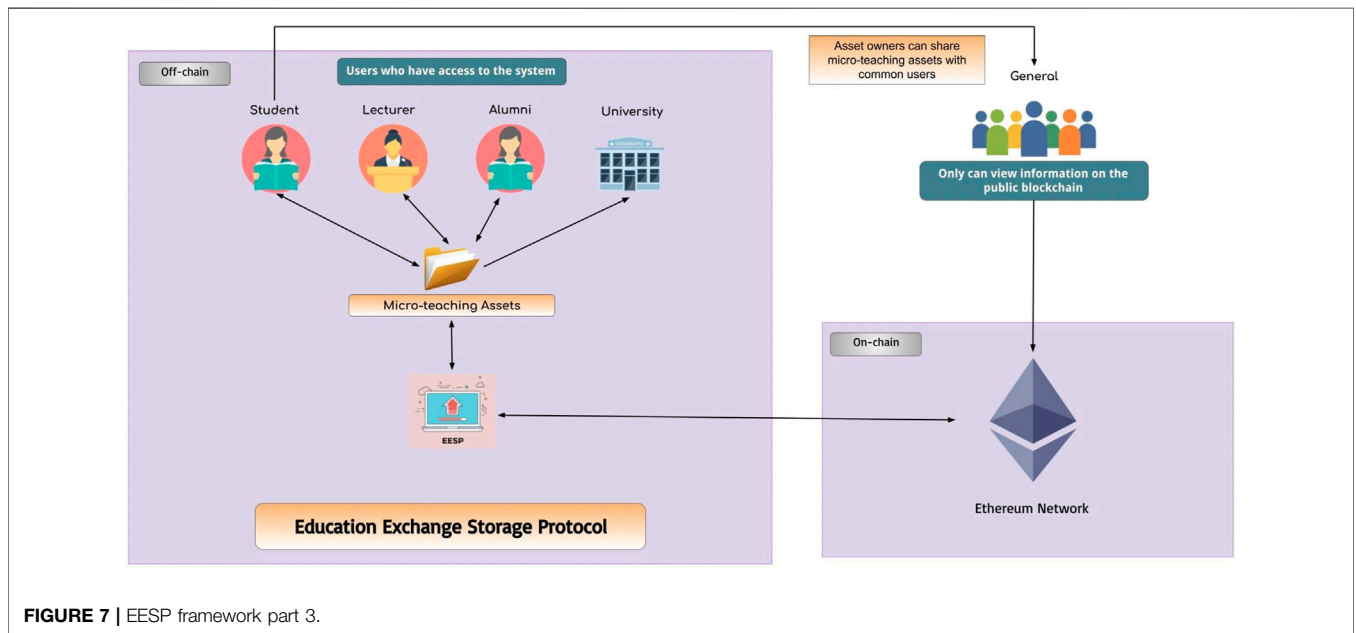 Off-chain
Users who have access to the system
Asset owners can share
micro-teaching assets with
common users
General
Student
Lecturer
Alumni
University
UNIVERSITY
Only can view information on the
public blockchain
Micro-teaching Assets
On-chain
EESP
Ethereum Network
Education Exchange Storage Protocol
FIGURE 7 | EESP framework part 3.